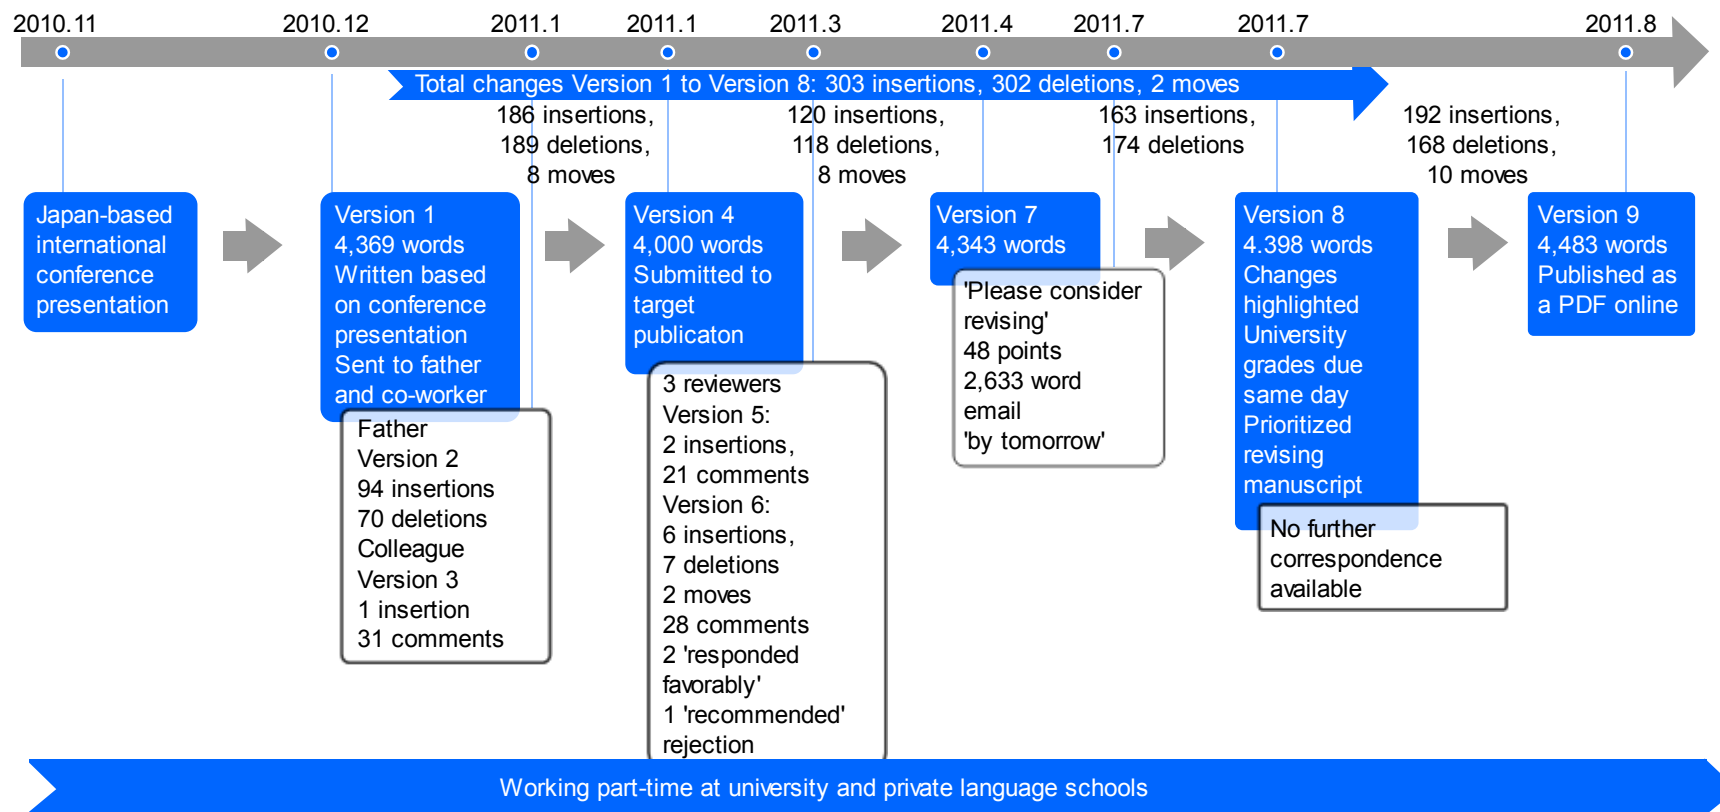 2010.11
2010.12
2011.1
2011.1
2011.3
2011.4
2011.7
2011.7
2011.8
Total changes Version 1 to Version 8: 303 insertions, 302 deletions, 2 moves
186 insertions,
189 deletions,
8 moves
120 insertions,
118 deletions,
8 moves
163 insertions,
174 deletions
192 insertions,
168 deletions,
10 moves
Japan-based
international
conference
presentation
Version 1
4,369 words
Written based
on conference
presentation
Sent to father
and co-worker
Father
Version 2
94 insertions
70 deletions
Colleague
Version 3
1 insertion
31 comments
Version 4
4,000 words
Submitted to
target
publicaton
3 reviewers
Version 5:
2 insertions,
21 comments
Version 6:
6 insertions,
7 deletions
2 moves
28 comments
2 'responded
favorably'
1 'recommended'
rejection
Version 7
4,343 words
'Please consider
revising'
48 points
2,633 word
email
'by tomorrow'
Version 8
4.398 words
Changes
highlighted
University
grades due
same day
Prioritized
revising
manuscript
No further
correspondence
available
Version 9
4,483 words
Published as
a PDF online
Working part-time at university and private language schools